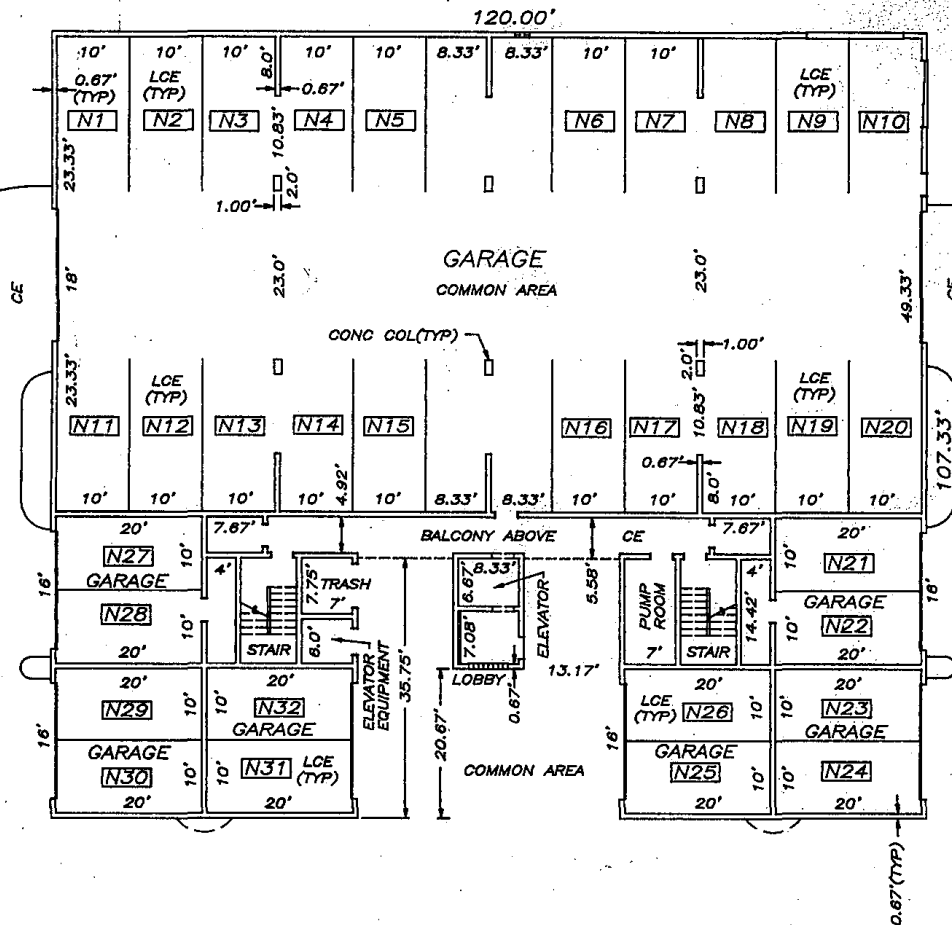 120.00'
10' 10' 10' 10' 10' 8.33' 8.33' 10' 10' 10' 10'
0.67' (TYP) LCE (TYP) 8.0' 0.67' LCE (TYP)
N1 N2 N3 N4 N5 N6 N7 N8 N9 N10
23.33' 10.83' 2.0'
1.00'
GARAGE
COMMON AREA
CE 18' 23.0' 23.0' 49.33' CE
CONC COL(TYP) 1.00'
23.33' LCE (TYP) 2.0' 10.83' LCE (TYP)
N11 N12 N13 N14 N15 N16 N17 N18 N19 N20
107.33'
0.67' 8.0'
10' 10' 10' 10' 4.92' 10' 8.33' 8.33' 10' 10' 10' 10' 10'
20' 7.67' BALCONY ABOVE CE 7.67' 20'
N27 10' 10' N21
GARAGE 4' 7.75' TRASH 6.67' 8.33' 5.58' 4' GARAGE
16' N28 10' 7' 7.08' ELEVATOR PUMP ROOM 14.42' 10' N22 16'
20' STAIR 6.0' LOBBY 0.67' 13.17' 7' STAIR 20'
ELEVATOR EQUIPMENT 35.75'
20' 20' 20' 20'
16' N29 10' 10' N32 20.67' 16' LCE (TYP) N26 10' 10' N23
GARAGE GARAGE GARAGE GARAGE
N30 10' 10' N31 LCE (TYP) COMMON AREA N25 10' 10' N24
20' 20' 20' 20'
0.67'(TYP)